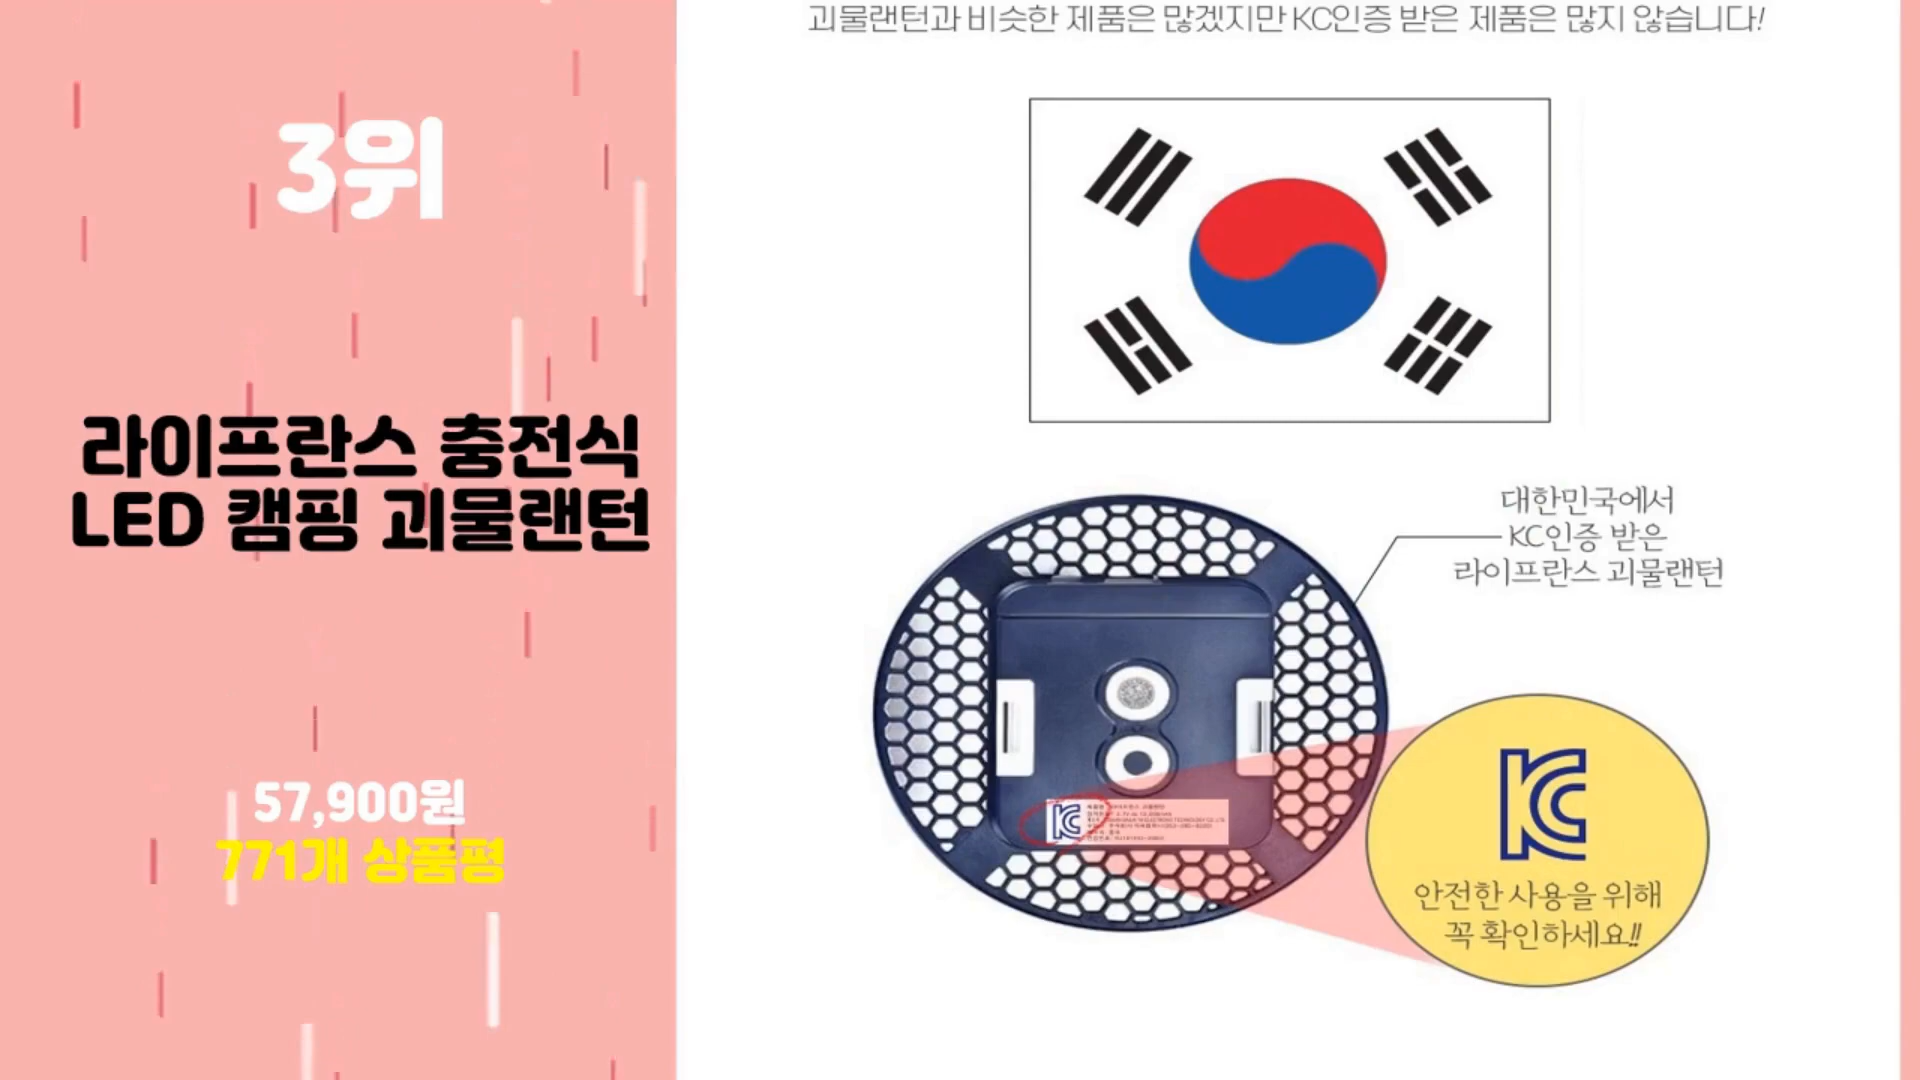 3위
라이프란스 충전식
LED 캠핑 괴물랜턴
57,900원
771개 상품평
괴물랜턴과 비슷한 제품은 많겠지만 KC인증 받은 제품은 많지 않습니다!
대한민국에서
KC인증 받은
라이프란스 괴물랜턴
KC
KC
안전한 사용을 위해
꼭 확인하세요!!